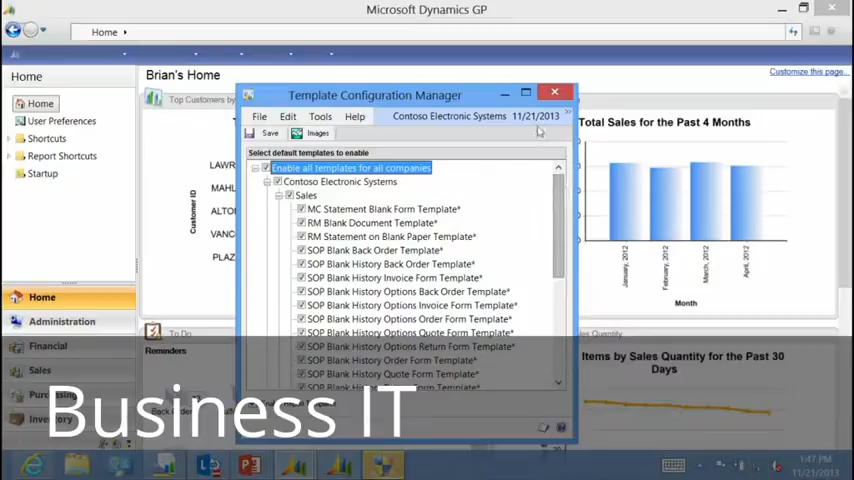 Microsoft Dynamics GP
Home
Home
Brian's Home
Customize this page...
Home
User Preferences
Shortcuts
Report Shortcuts
Startup
Top Customers by
LAWR
MAHL
ALTO
VANC
PLAZ
Customer ID
Template Configuration Manager
File Edit Tools Help
Contoso Electronic Systems 11/21/2013
Save Images
Select default templates to enable
Enable all templates for all companies
Contoso Electronic Systems
Sales
MC Statement Blank Form Template*
RM Blank Document Template*
RM Statement on Blank Paper Template*
SOP Blank Back Order Template*
SOP Blank History Back Order Template*
SOP Blank History Invoice Form Template*
SOP Blank History Options Back Order Template*
SOP Blank History Options Invoice Form Template*
SOP Blank History Options Order Form Template*
SOP Blank History Options Quote Form Template*
SOP Blank History Options Return Form Template*
SOP Blank History Order Form Template*
SOP Blank History Quote Form Template*
Total Sales for the Past 4 Months
January, 2012
February, 2012
March, 2012
April, 2012
Month
Home
Administration
Financial
Sales
Purchasing
Inventory
To Do
Reminders
Sales Quantity
Items by Sales Quantity for the Past 30
Days
Business IT
1:47 PM
11/21/2013